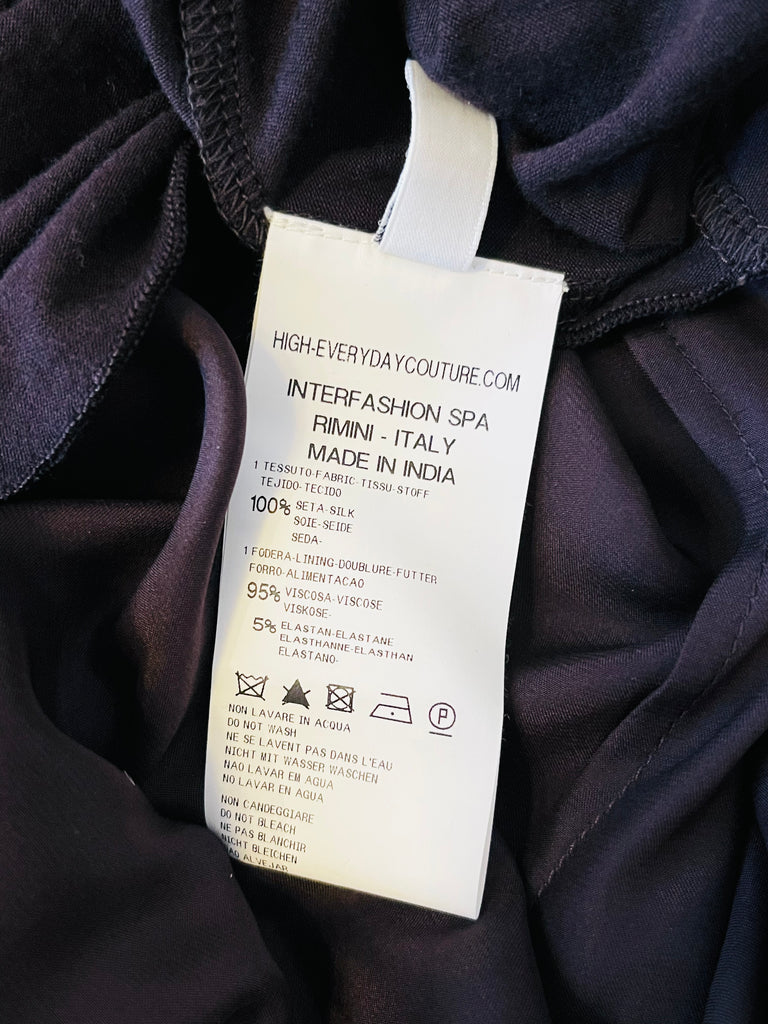 HIGH-EVERYDAYCOUTURE.COM
INTERFASHION SPA
RIMINI - ITALY
MADE IN INDIA
1 TESSUTO-FABRIC-TISSU-STOFF
TEJIDO-TECIDO
100% SETA-SILK
SOIE-SEIDE
SEDA-
1 FODERA-LINING-DOUBLURE-FUTTER
FORRO-ALIMENTACAO
95% VISCOSA-VISCOSE
VISKOSE-
5% ELASTAN-ELASTANE
ELASTHANNE-ELASTHAN
ELASTANO-
P
NON LAVARE IN ACQUA
DO NOT WASH
NE SE LAVENT PAS DANS L'EAU
NICHT MIT WASSER WASCHEN
NAO LAVAR EM AGUA
NO LAVAR EN AGUA
NON CANDEGGIARE
DO NOT BLEACH
NE PAS BLANCHIR
NICHT BLEICHEN
NAO ALVEJAR